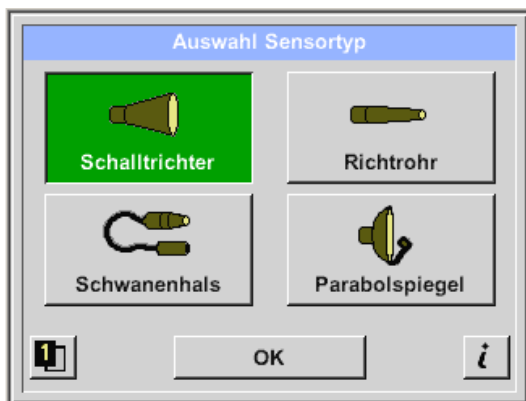 Auswahl Sensortyp
Schalltrichter
Richtrohr
Schwanenhals
Parabolspiegel
1
OK
i